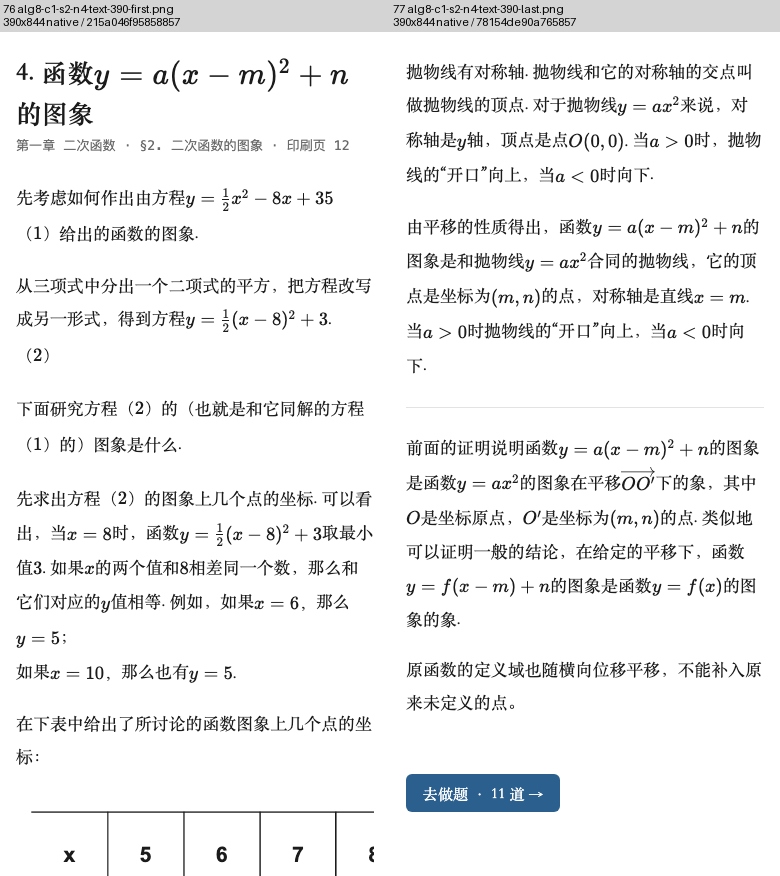 76 alg8-c1-s2-n4-text-390-first.png
390x844 native / 215a046f95858857
4. 函数y = a(x − m)² + n
的图象
第一章 二次函数 · §2. 二次函数的图象 · 印刷页 12
先考虑如何作出由方程y = 1/2x² − 8x + 35
（1）给出的函数的图象.
从三项式中分出一个二项式的平方，把方程改写
成另一形式，得到方程y = 1/2(x − 8)² + 3.
（2）
下面研究方程（2）的（也就是和它同解的方程
（1）的）图象是什么.
先求出方程（2）的图象上几个点的坐标. 可以看
出，当x = 8时，函数y = 1/2(x − 8)² + 3取最小
值3. 如果x的两个值和8相差同一个数，那么和
它们对应的y值相等. 例如，如果x = 6，那么
y = 5；
如果x = 10，那么也有y = 5.
在下表中给出了所讨论的函数图象上几个点的坐
标：
x 5 6 7 8
77 alg8-c1-s2-n4-text-390-last.png
390x844 native / 78154de90a765857
抛物线有对称轴. 抛物线和它的对称轴的交点叫
做抛物线的顶点. 对于抛物线y = ax²来说，对
称轴是y轴，顶点是点O(0, 0). 当a > 0时，抛物
线的“开口”向上，当a < 0时向下.
由平移的性质得出，函数y = a(x − m)² + n的
图象是和抛物线y = ax²合同的抛物线，它的顶
点是坐标为(m, n)的点，对称轴是直线x = m.
当a > 0时抛物线的“开口”向上，当a < 0时向
下.
前面的证明说明函数y = a(x − m)² + n的图象
是函数y = ax²的图象在平移OO′→下的象，其中
O是坐标原点，O′是坐标为(m, n)的点. 类似地
可以证明一般的结论，在给定的平移下，函数
y = f(x − m) + n的图象是函数y = f(x)的图
象的象.
原函数的定义域也随横向位移平移，不能补入原
来未定义的点。
去做题 · 11 道 →